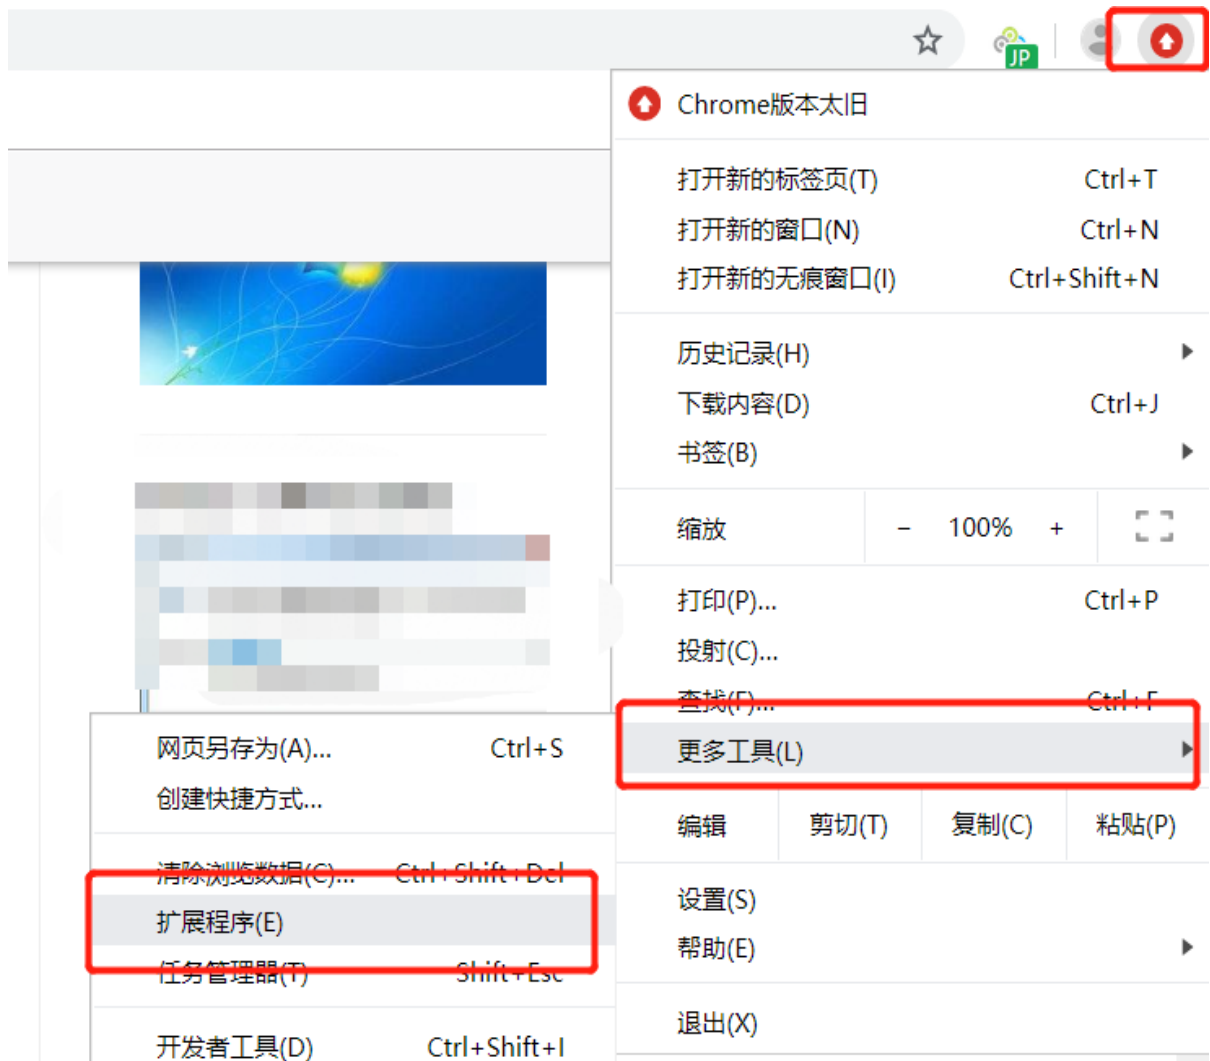 JP
Chrome版本太旧
打开新的标签页(T) Ctrl+T
打开新的窗口(N) Ctrl+N
打开新的无痕窗口(I) Ctrl+Shift+N
历史记录(H)
下载内容(D) Ctrl+J
书签(B)
缩放 - 100% +
打印(P)... Ctrl+P
投射(C)...
查找(F)... Ctrl+F
更多工具(L)
编辑 剪切(T) 复制(C) 粘贴(P)
设置(S)
帮助(E)
退出(X)
网页另存为(A)... Ctrl+S
创建快捷方式...
清除浏览数据(C)... Ctrl+Shift+Del
扩展程序(E)
任务管理器(T) Shift+Esc
开发者工具(D) Ctrl+Shift+I